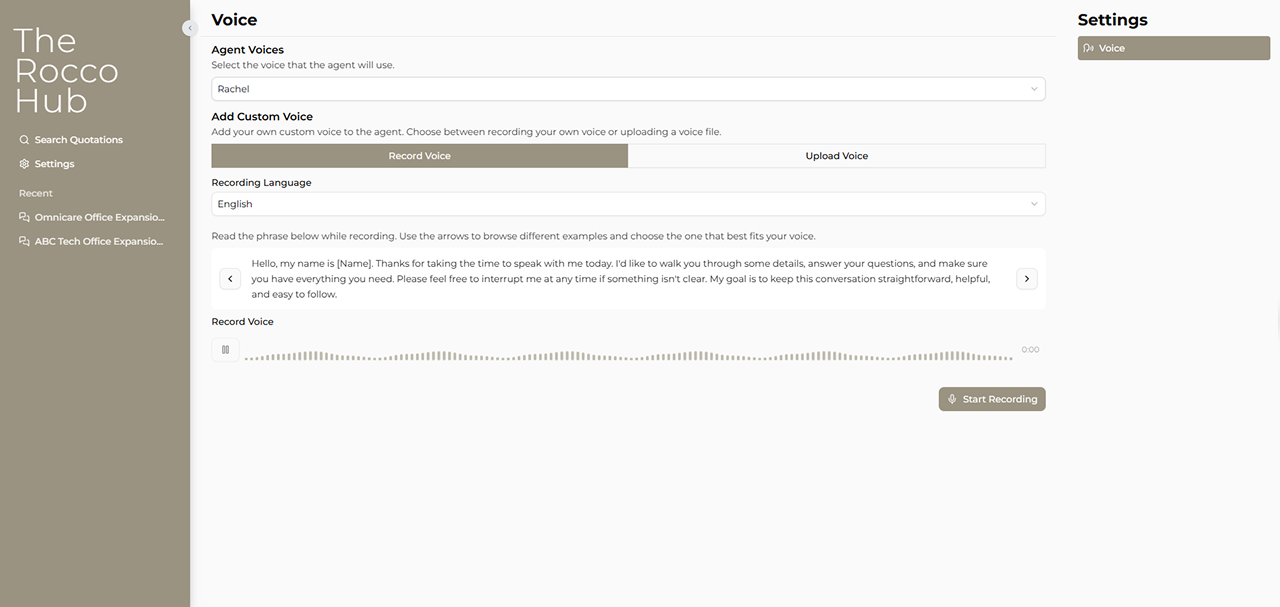 The
Rocco
Hub
Search Quotations
Settings
Recent
Omnicare Office Expansio...
ABC Tech Office Expansio...
Voice
Agent Voices
Select the voice that the agent will use.
Rachel
Add Custom Voice
Add your own custom voice to the agent. Choose between recording your own voice or uploading a voice file.
Record Voice
Upload Voice
Recording Language
English
Read the phrase below while recording. Use the arrows to browse different examples and choose the one that best fits your voice.
Hello, my name is [Name]. Thanks for taking the time to speak with me today. I'd like to walk you through some details, answer your questions, and make sure
you have everything you need. Please feel free to interrupt me at any time if something isn't clear. My goal is to keep this conversation straightforward, helpful,
and easy to follow.
Record Voice
0:00
Start Recording
Settings
Voice